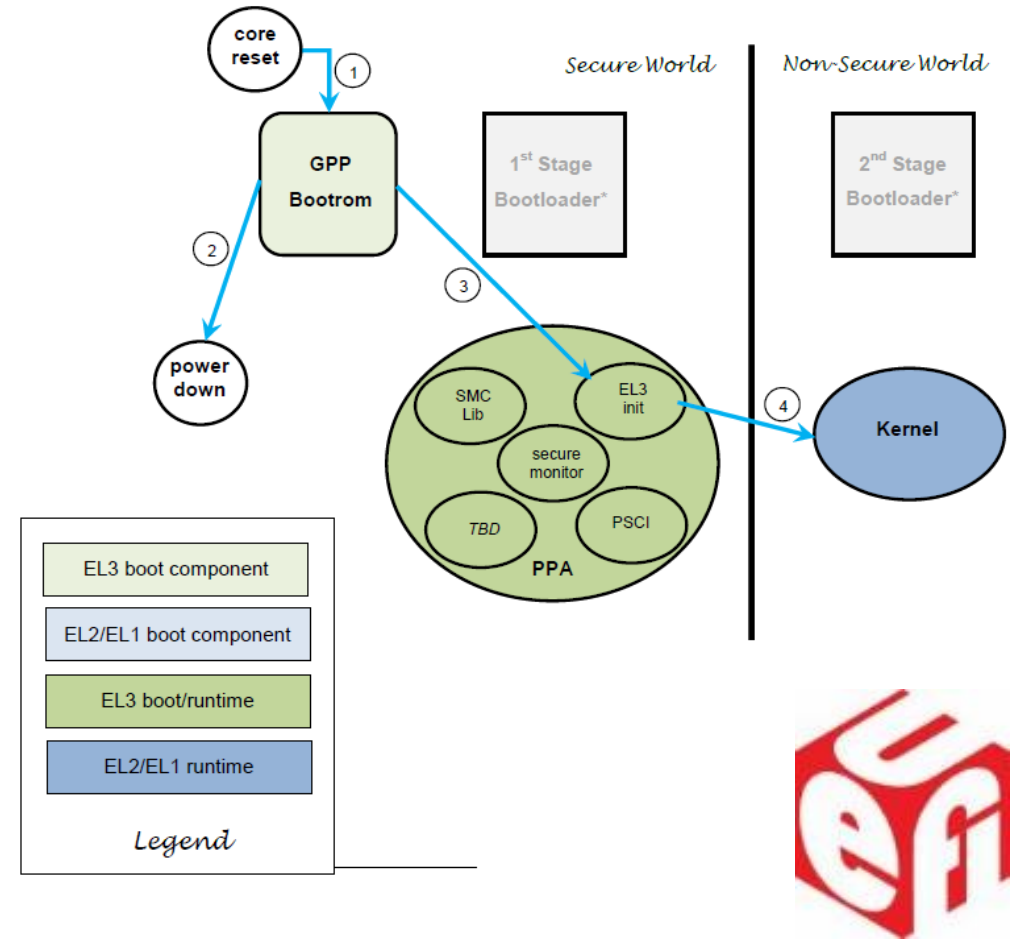 core
reset
1
Secure World
Non-Secure World
GPP
Bootrom
1st Stage
Bootloader*
2nd Stage
Bootloader*
2
3
power
down
SMC
Lib
EL3
init
4
Kernel
secure
monitor
TBD
PSCI
PPA
EL3 boot component
EL2/EL1 boot component
EL3 boot/runtime
EL2/EL1 runtime
Legend
U
efi